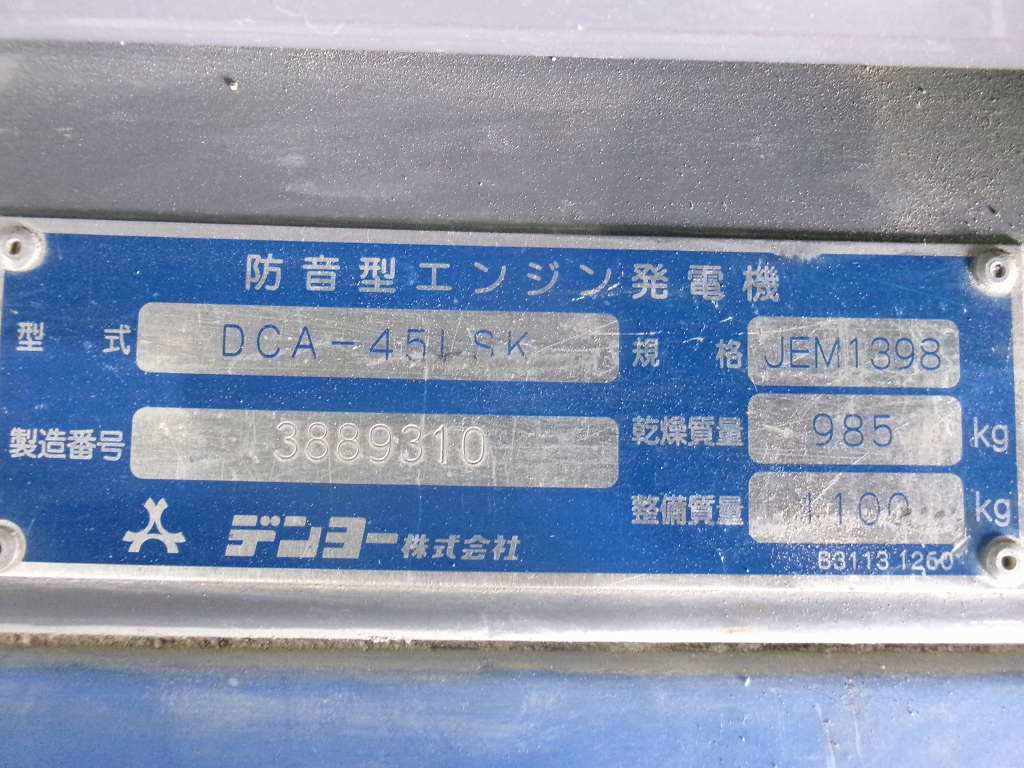 防音型エンジン発電機
型式 DCA-45LSK 規格 JEM1398
製造番号 3889310 乾燥質量 985 kg
整備質量 1100 kg
デンヨー株式会社
B3113 1260